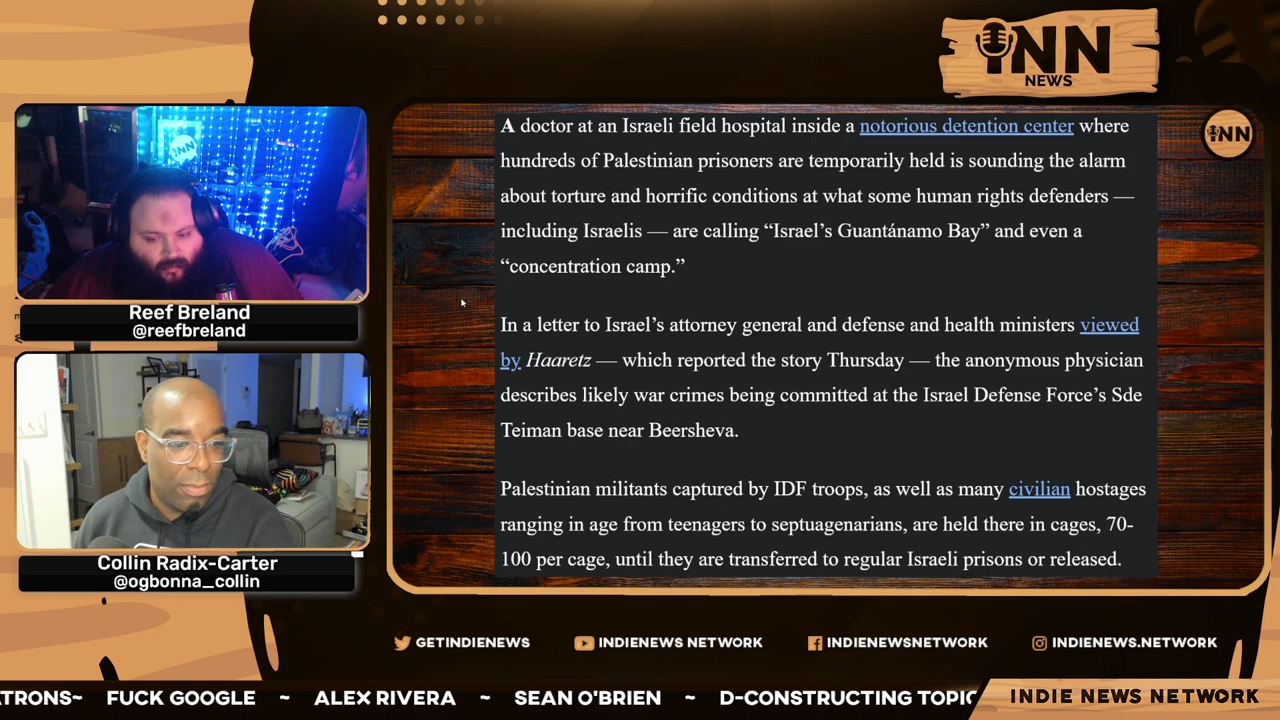 INN
NEWS
INN
A doctor at an Israeli field hospital inside a notorious detention center where
hundreds of Palestinian prisoners are temporarily held is sounding the alarm
about torture and horrific conditions at what some human rights defenders —
including Israelis — are calling “Israel’s Guantánamo Bay” and even a
“concentration camp.”
In a letter to Israel’s attorney general and defense and health ministers viewed
by Haaretz — which reported the story Thursday — the anonymous physician
describes likely war crimes being committed at the Israel Defense Force’s Sde
Teiman base near Beersheva.
Palestinian militants captured by IDF troops, as well as many civilian hostages
ranging in age from teenagers to septuagenarians, are held there in cages, 70-
100 per cage, until they are transferred to regular Israeli prisons or released.
Reef Breland
@reefbreland
Collin Radix-Carter
@ogbonna_collin
GETINDIENEWS
INDIENEWS NETWORK
INDIENEWSNETWORK
INDIENEWS.NETWORK
ATRONS~ FUCK GOOGLE ~ ALEX RIVERA ~ SEAN O'BRIEN ~ D-CONSTRUCTING TOPIC
INDIE NEWS NETWORK